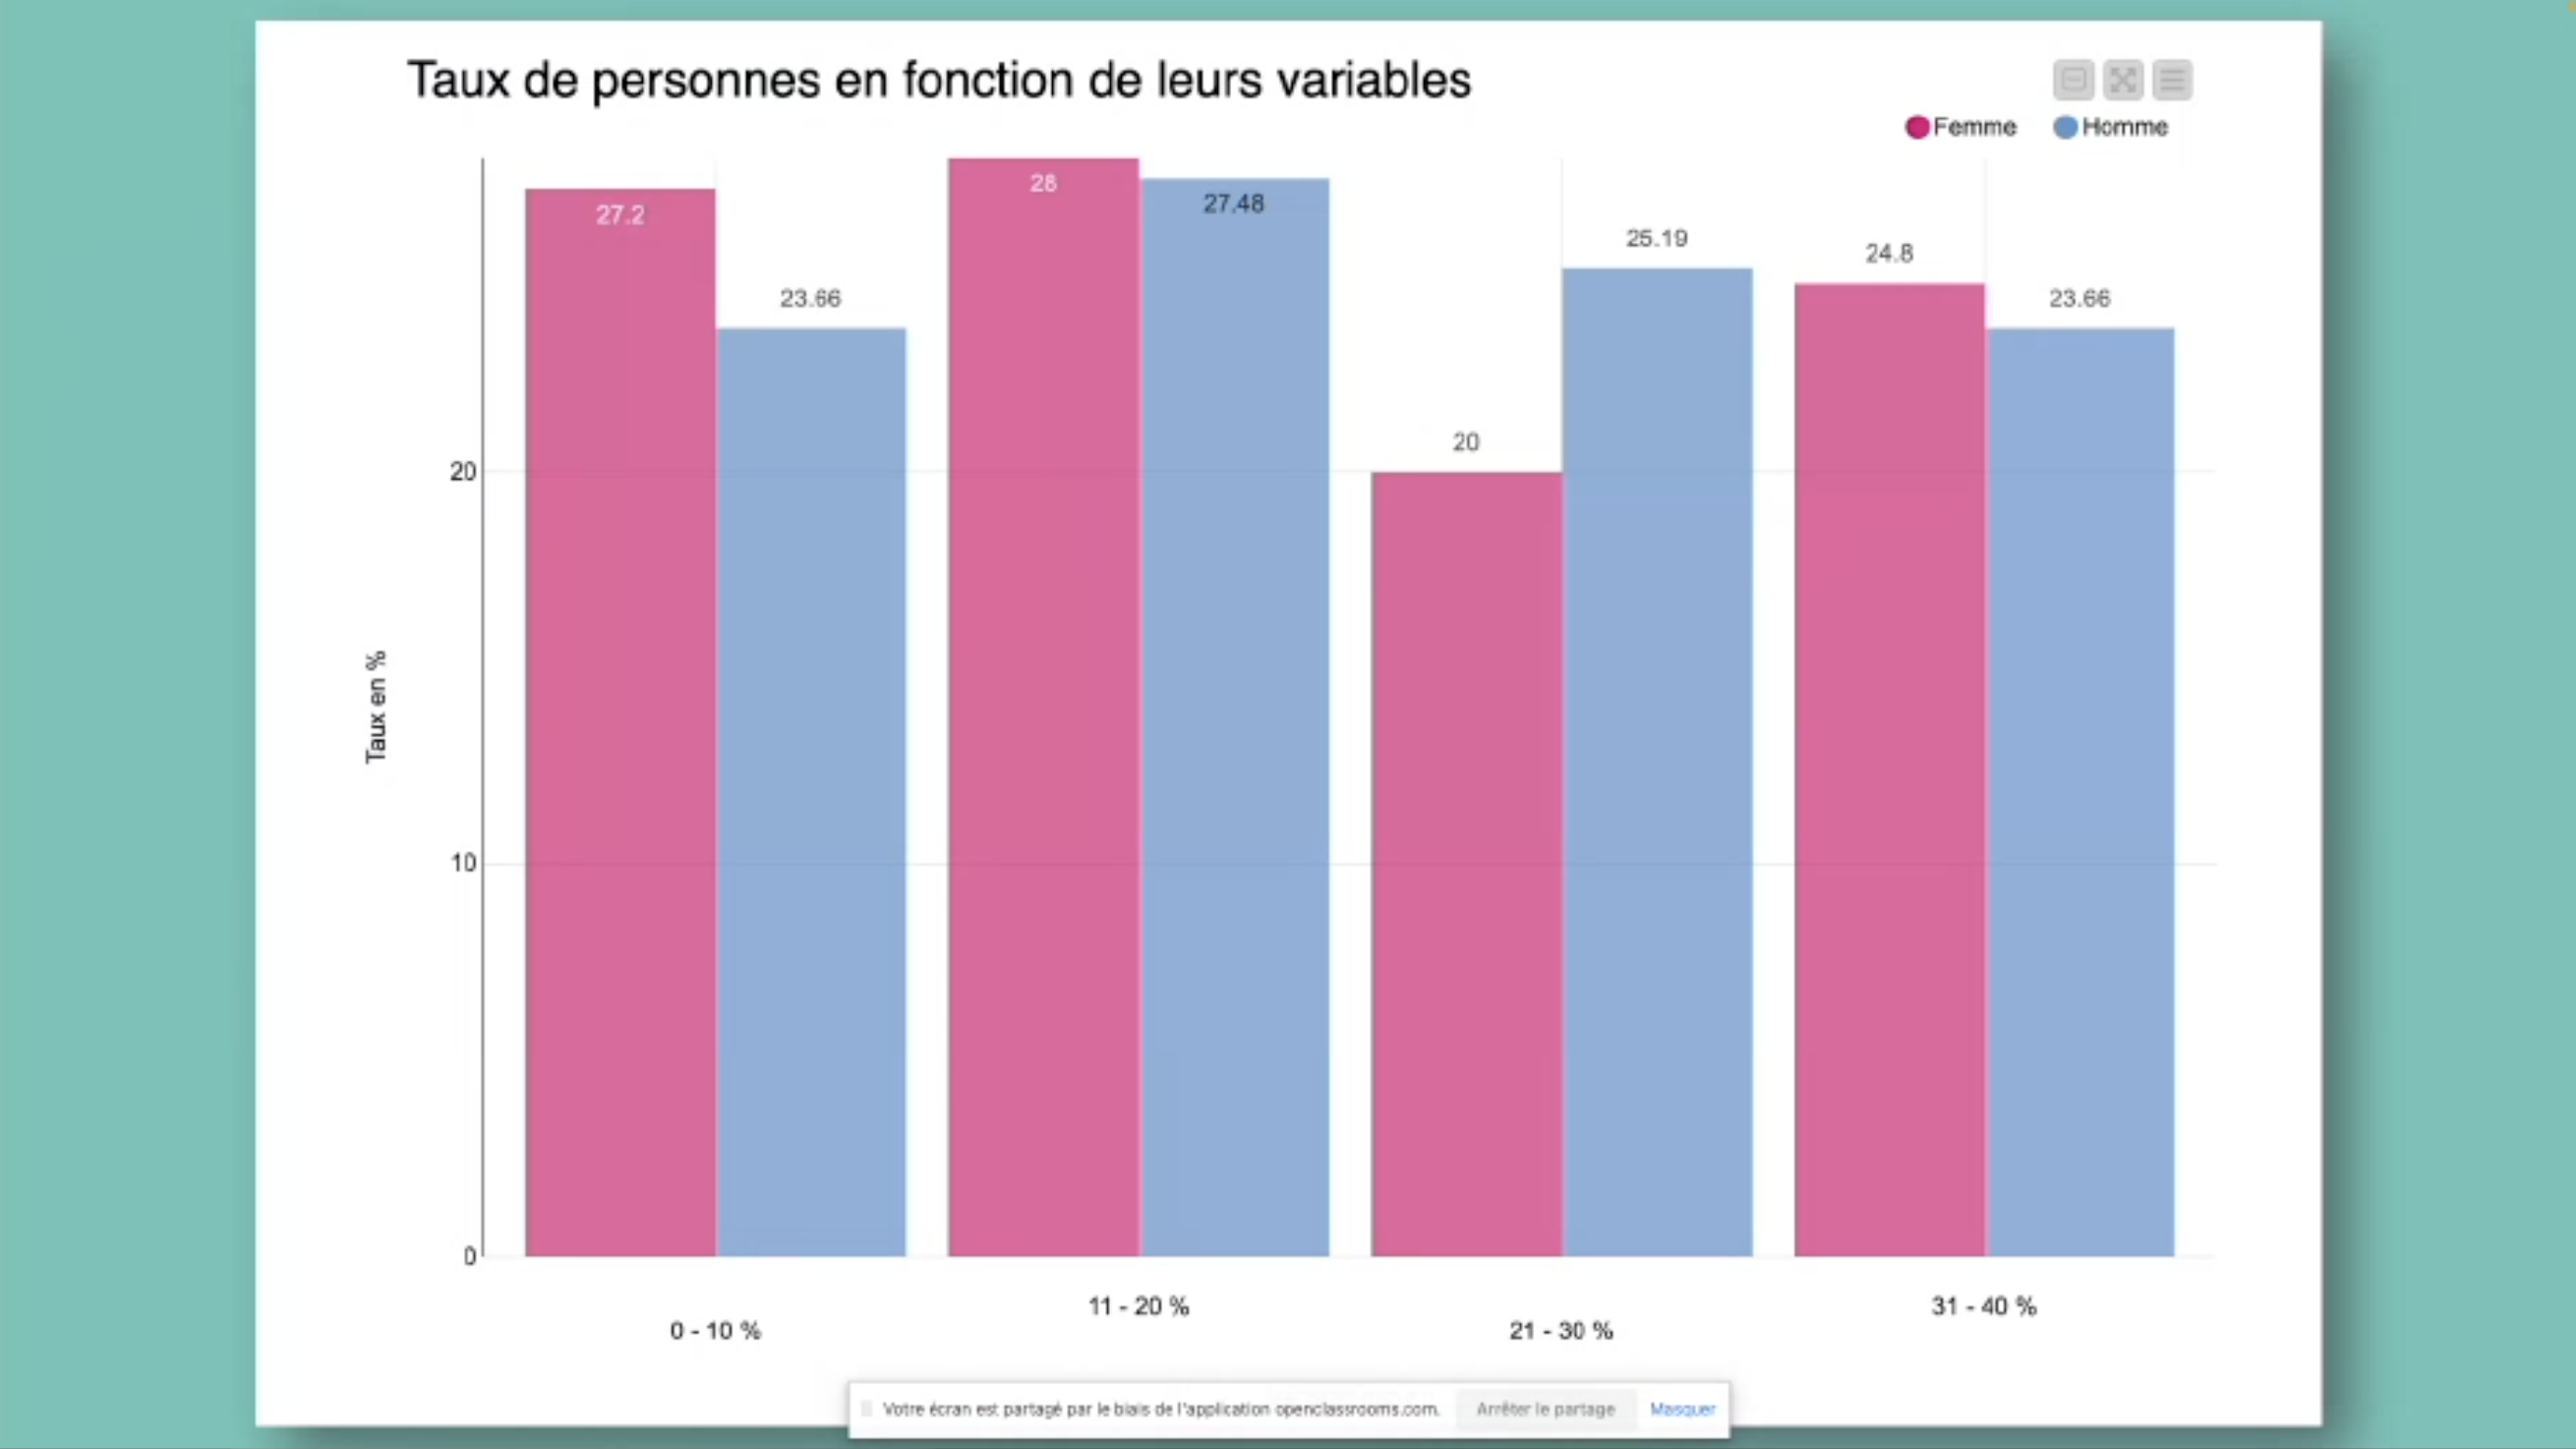 Taux de personnes en fonction de leurs variables
Femme Homme
27.2
23.66
28
27.48
20
25.19
24.8
23.66
20
10
0
Taux en %
0 - 10 %
11 - 20 %
21 - 30 %
31 - 40 %
Votre écran est partagé par le biais de l'application openclassrooms.com. Arrêter le partage Masquer